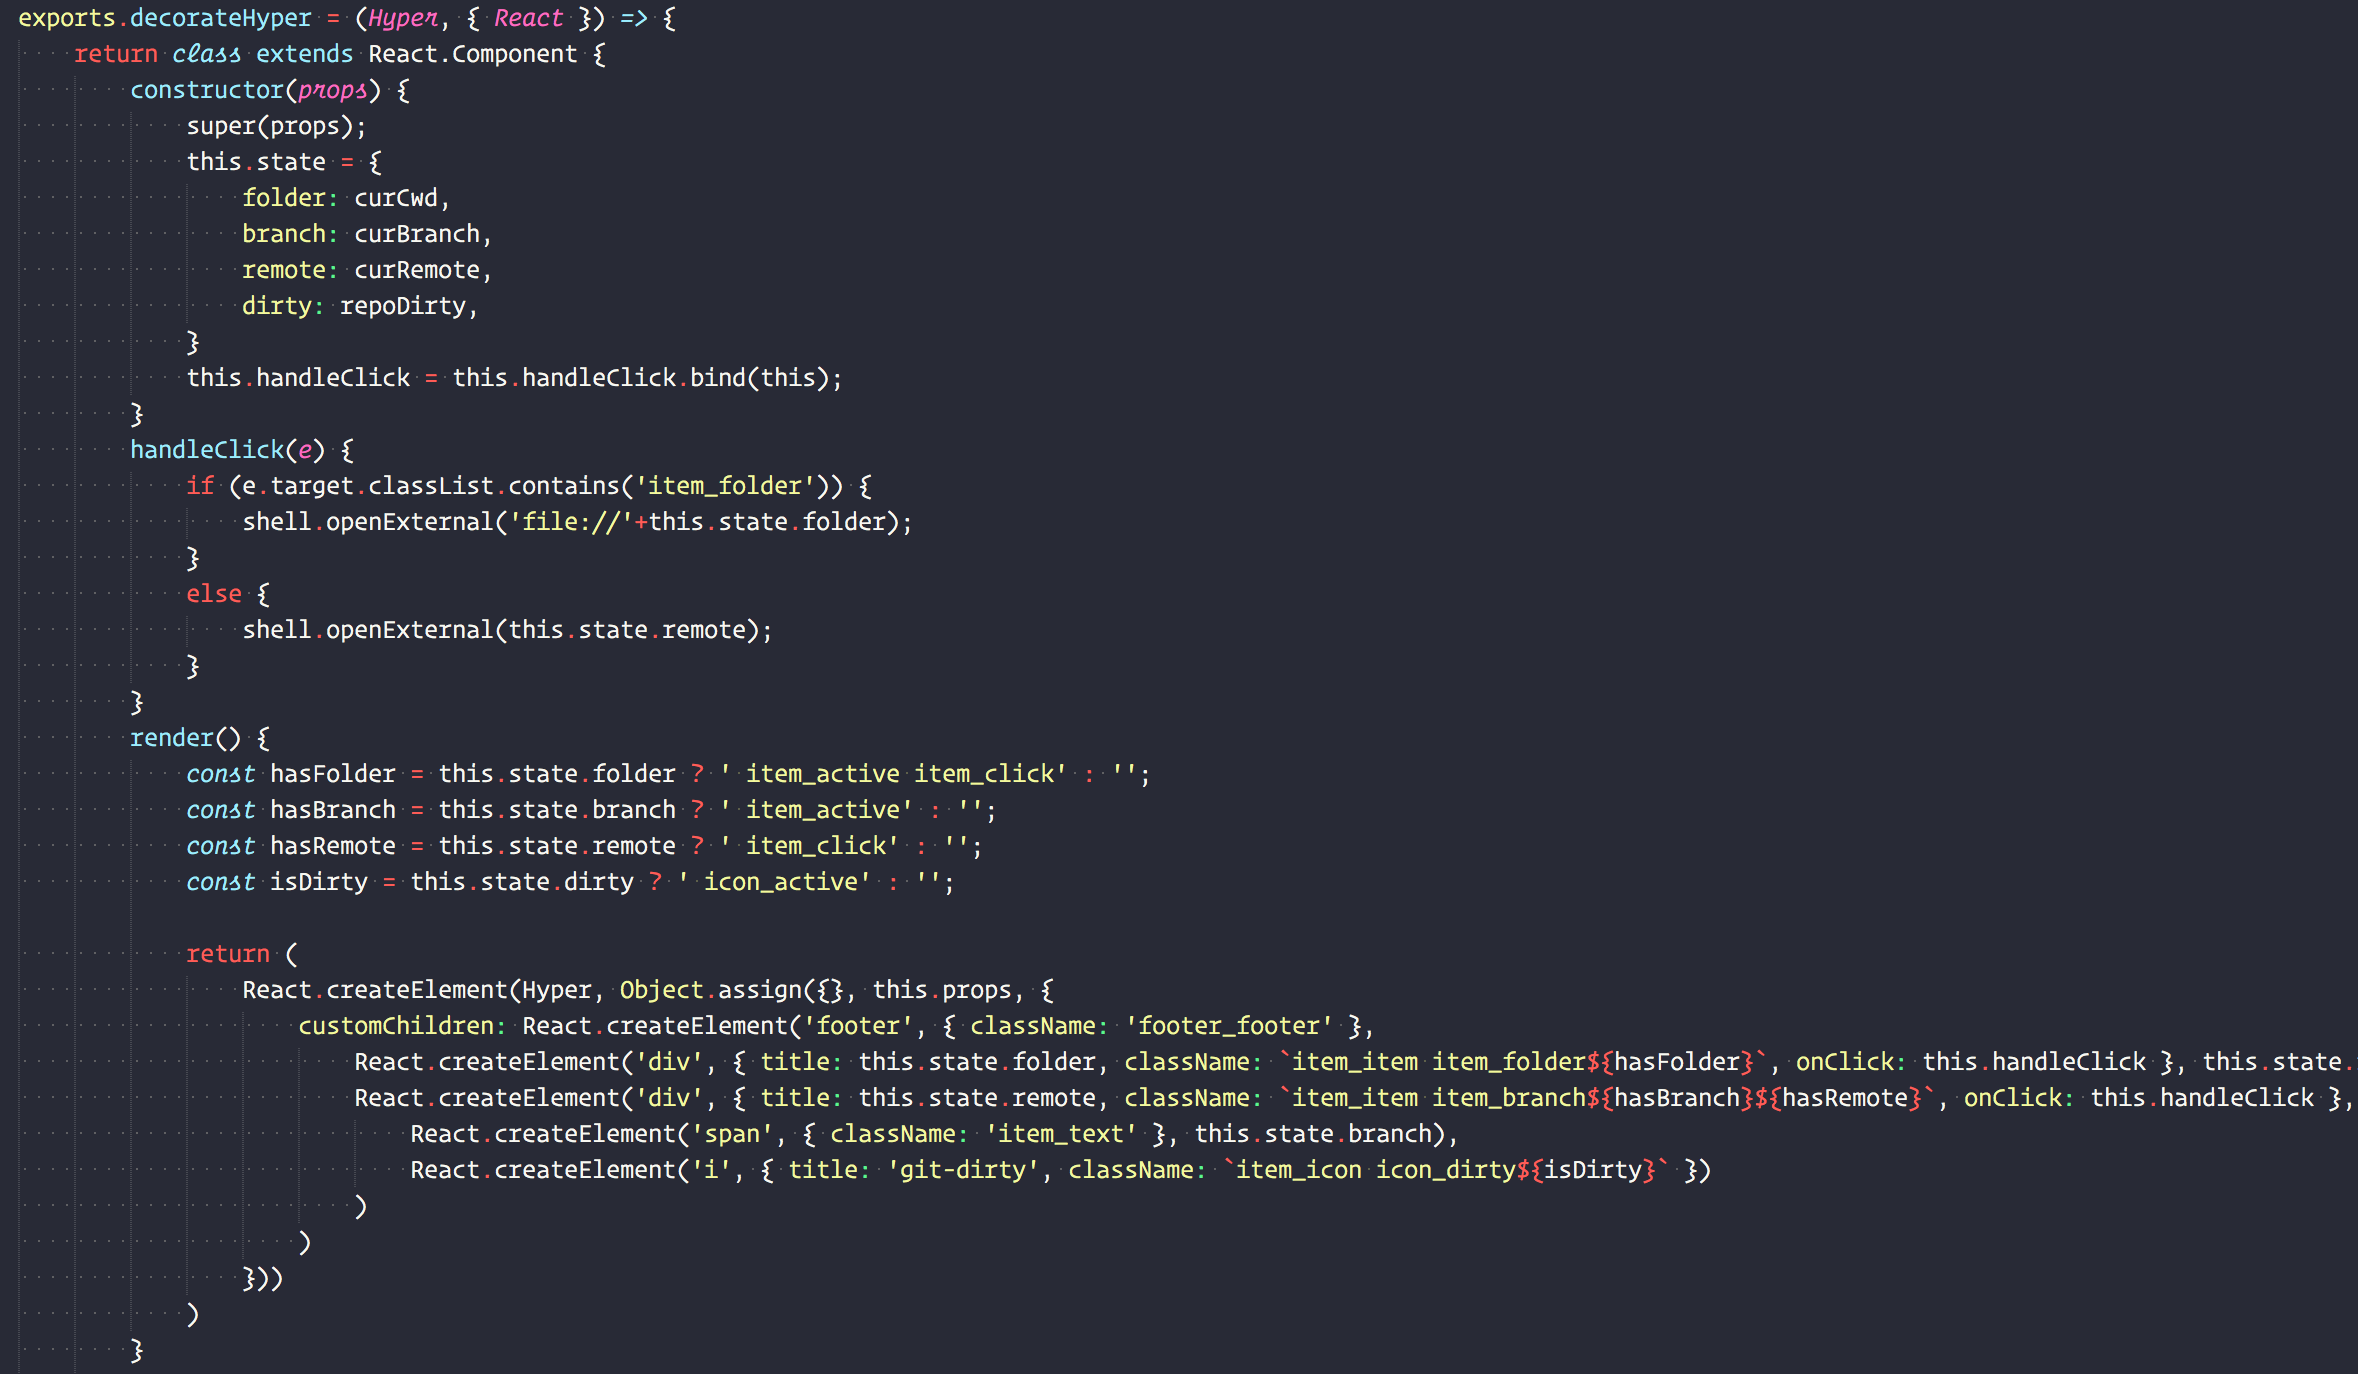 exports.decorateHyper = (Hyper, { React }) => {
    return class extends React.Component {
        constructor(props) {
            super(props);
            this.state = {
                folder: curCwd,
                branch: curBranch,
                remote: curRemote,
                dirty: repoDirty,
            }
            this.handleClick = this.handleClick.bind(this);
        }
        handleClick(e) {
            if (e.target.classList.contains('item_folder')) {
                shell.openExternal('file://'+this.state.folder);
            }
            else {
                shell.openExternal(this.state.remote);
            }
        }
        render() {
            const hasFolder = this.state.folder ? ' item_active item_click' : '';
            const hasBranch = this.state.branch ? ' item_active' : '';
            const hasRemote = this.state.remote ? ' item_click' : '';
            const isDirty = this.state.dirty ? ' icon_active' : '';

            return (
                React.createElement(Hyper, Object.assign({}, this.props, {
                    customChildren: React.createElement('footer', { className: 'footer_footer' },
                        React.createElement('div', { title: this.state.folder, className: `item_item item_folder${hasFolder}`, onClick: this.handleClick }, this.state.
                        React.createElement('div', { title: this.state.remote, className: `item_item item_branch${hasBranch}${hasRemote}`, onClick: this.handleClick },
                            React.createElement('span', { className: 'item_text' }, this.state.branch),
                            React.createElement('i', { title: 'git-dirty', className: `item_icon icon_dirty${isDirty}` })
                        )
                    )
                }))
            )
        }